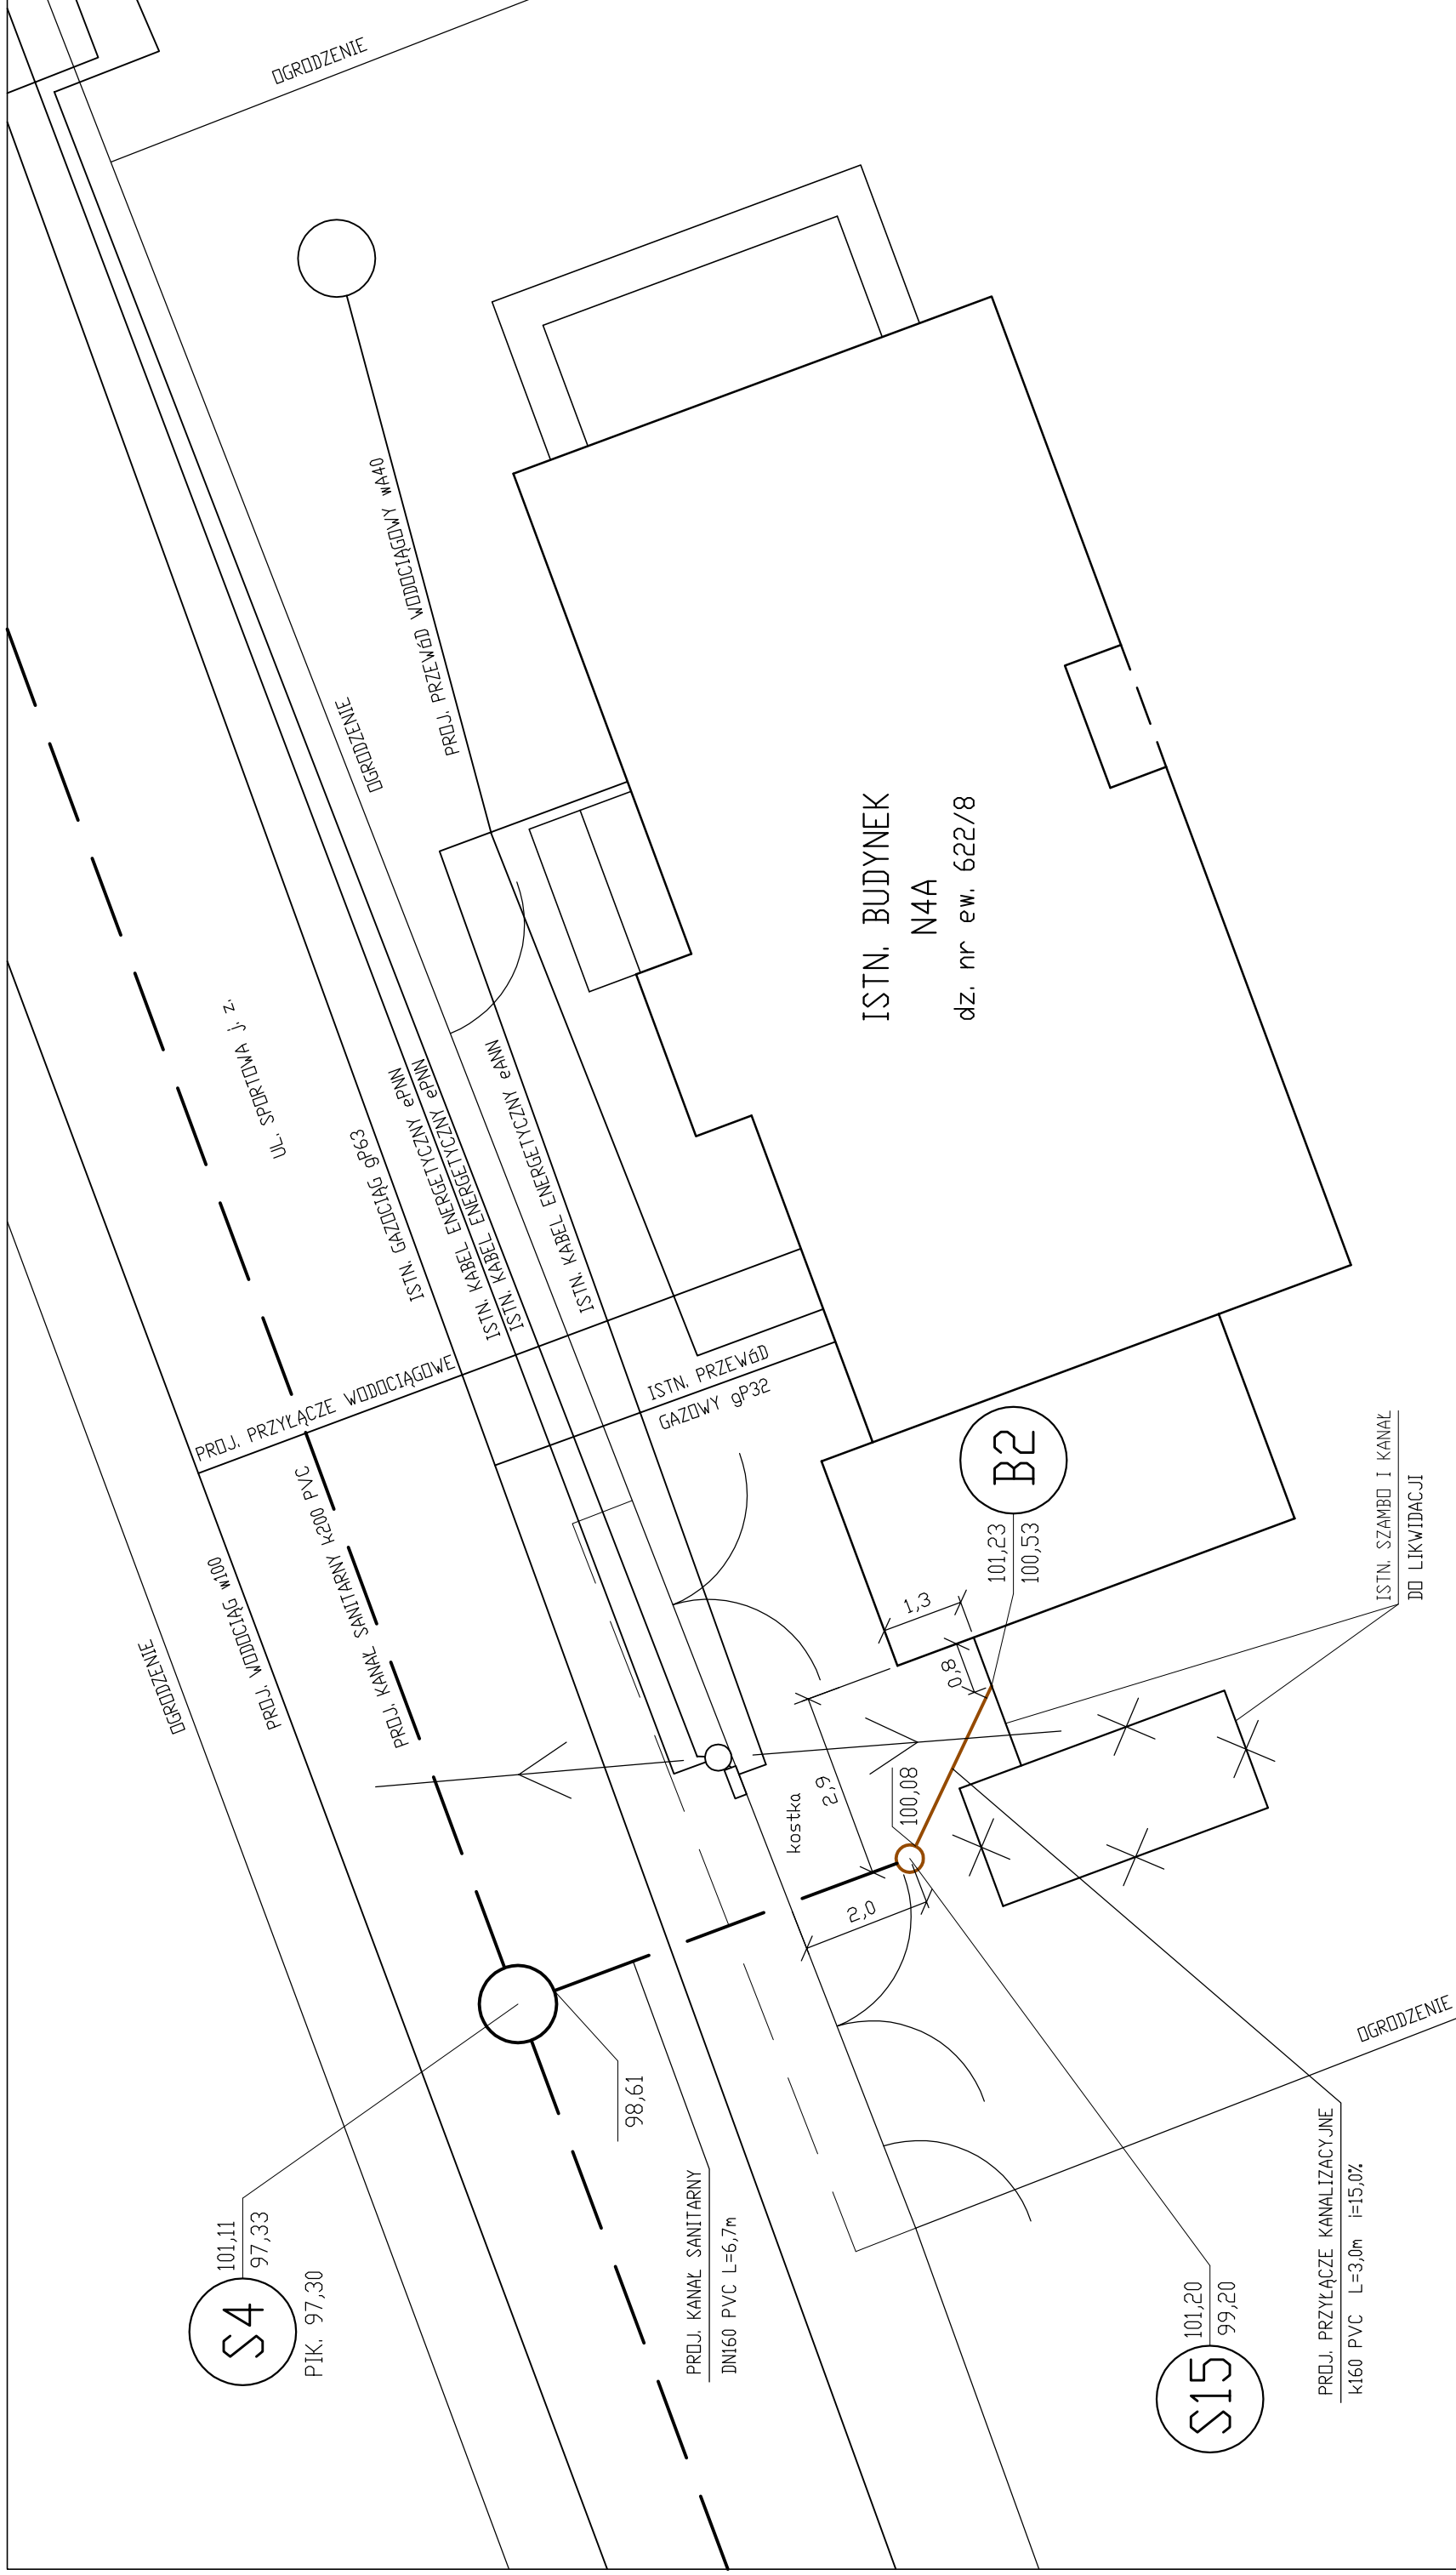 OGRODZENIE
PROJ. PRZEWÓD WODOCIĄGOWY wA40
OGRODZENIE
UL. SPORTOWA j. z.
ISTN. GAZOCIĄG gP63
ISTN. KABEL ENERGETYCZNY ePNN
ISTN. KABEL ENERGETYCZNY ePNN
ISTN. KABEL ENERGETYCZNY eANN
ISTN. BUDYNEK
N4A
dz. nr ew. 622/8
PROJ. PRZYŁĄCZE WODOCIĄGOWE
ISTN. PRZEWÓD
GAZOWY gP32
PROJ. KANAŁ SANITARNY k200 PVC
PROJ. WODOCIĄG w100
OGRODZENIE
B2
101,23
100,53
ISTN. SZAMBO I KANAŁ
DO LIKWIDACJI
1,3
0,8
2,9
kostka
100,08
2,0
OGRODZENIE
S4
101,11
97,33
PIK. 97,30
98,61
PROJ. KANAŁ SANITARNY
DN160 PVC L=6,7m
S15
101,20
99,20
PROJ. PRZYŁĄCZE KANALIZACYJNE
k160 PVC L=3,0m i=15,0%